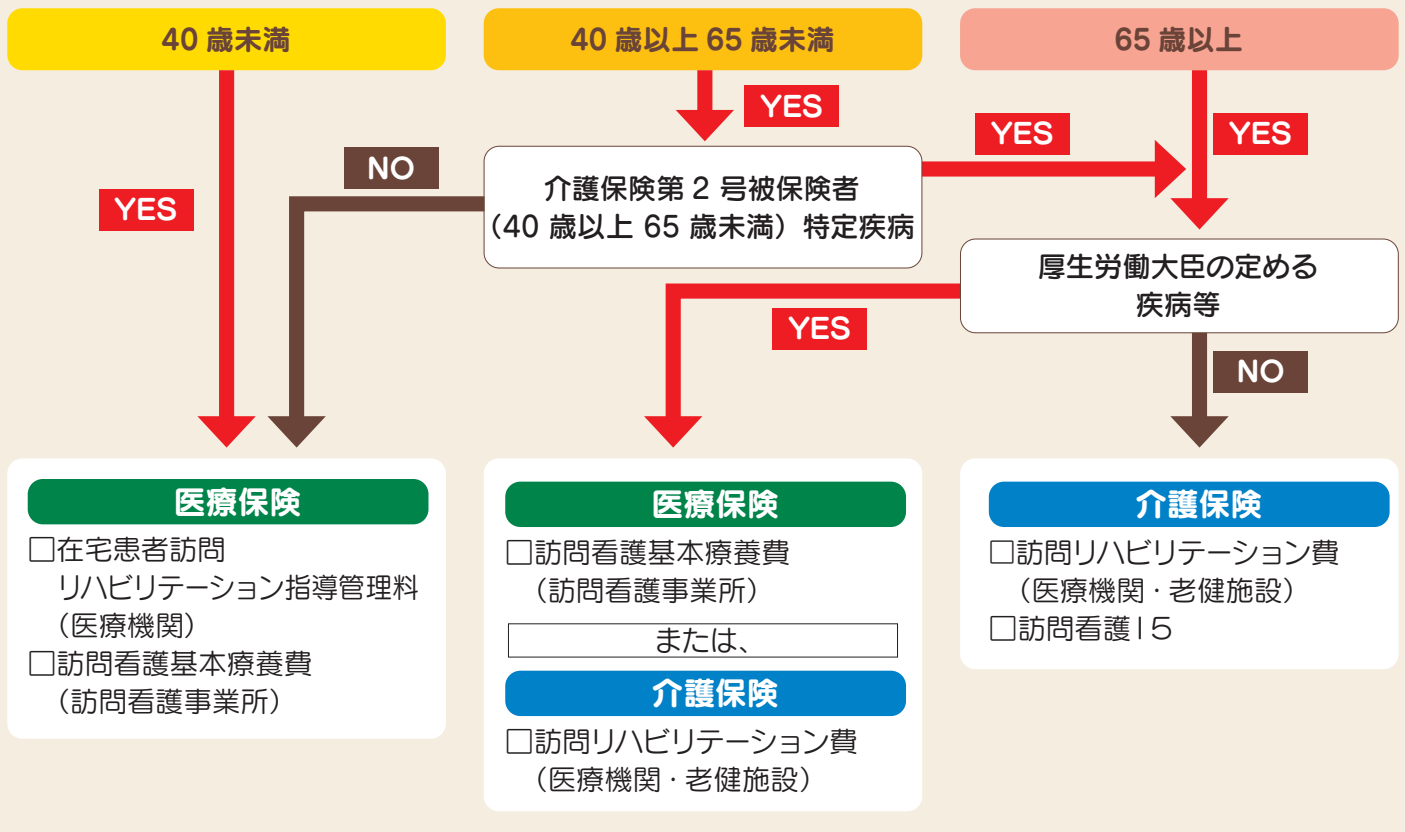 40 歳未満
40 歳以上 65 歳未満
65 歳以上
YES
YES
YES
YES
NO
介護保険第 2 号被保険者
(40 歳以上 65 歳未満) 特定疾病
YES
厚生労働大臣の定める
疾病等
YES
NO
医療保険
□在宅患者訪問
リハビリテーション指導管理料
(医療機関)
□訪問看護基本療養費
(訪問看護事業所)
医療保険
□訪問看護基本療養費
(訪問看護事業所)
または、
介護保険
□訪問リハビリテーション費
(医療機関・老健施設)
介護保険
□訪問リハビリテーション費
(医療機関・老健施設)
□訪問看護I5